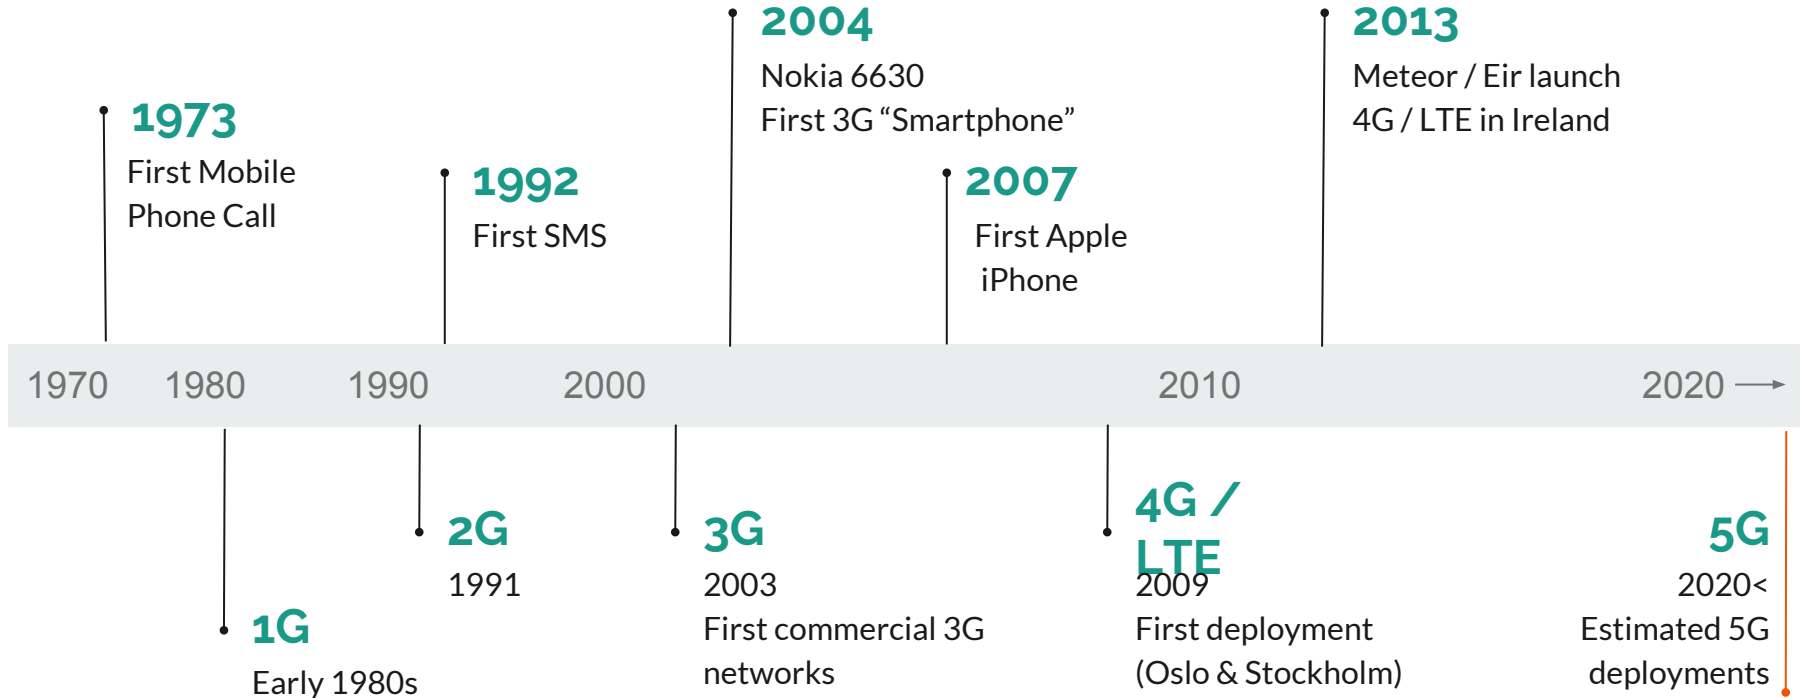 1973
First Mobile
Phone Call
1992
First SMS
2004
Nokia 6630
First 3G “Smartphone”
2007
First Apple
iPhone
2013
Meteor / Eir launch
4G / LTE in Ireland
1970 1980 1990 2000 2010 2020
1G
Early 1980s
2G
1991
3G
2003
First commercial 3G
networks
4G /
LTE
2009
First deployment
(Oslo & Stockholm)
5G
2020<
Estimated 5G
deployments